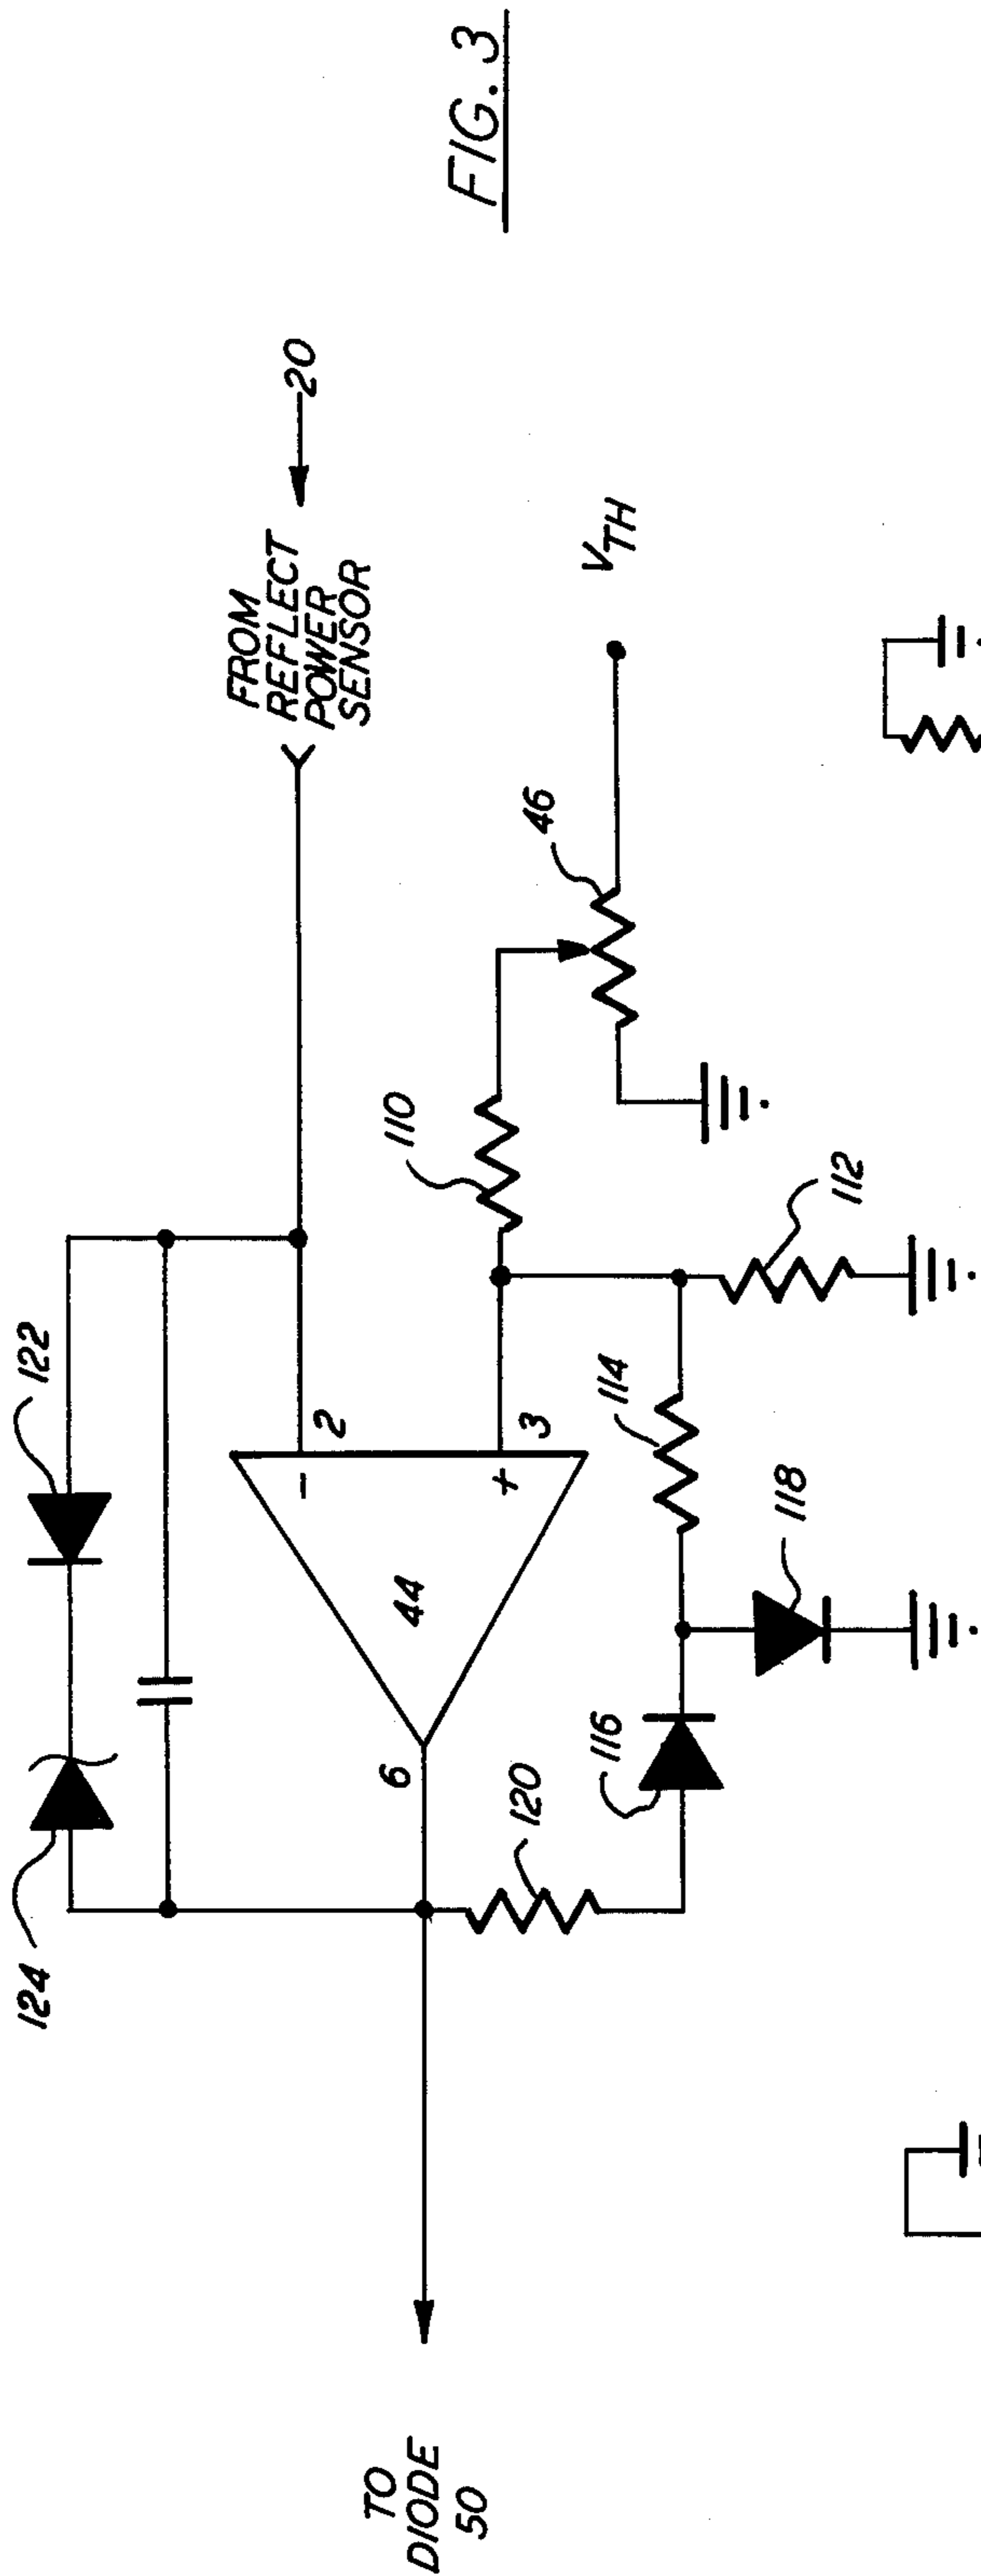 FIG. 3
20
FROM
REFLECT
POWER
SENSOR
V_TH
46
110
112
122
2
-
44
+
3
114
118
6
116
120
124
TO
DIODE
50